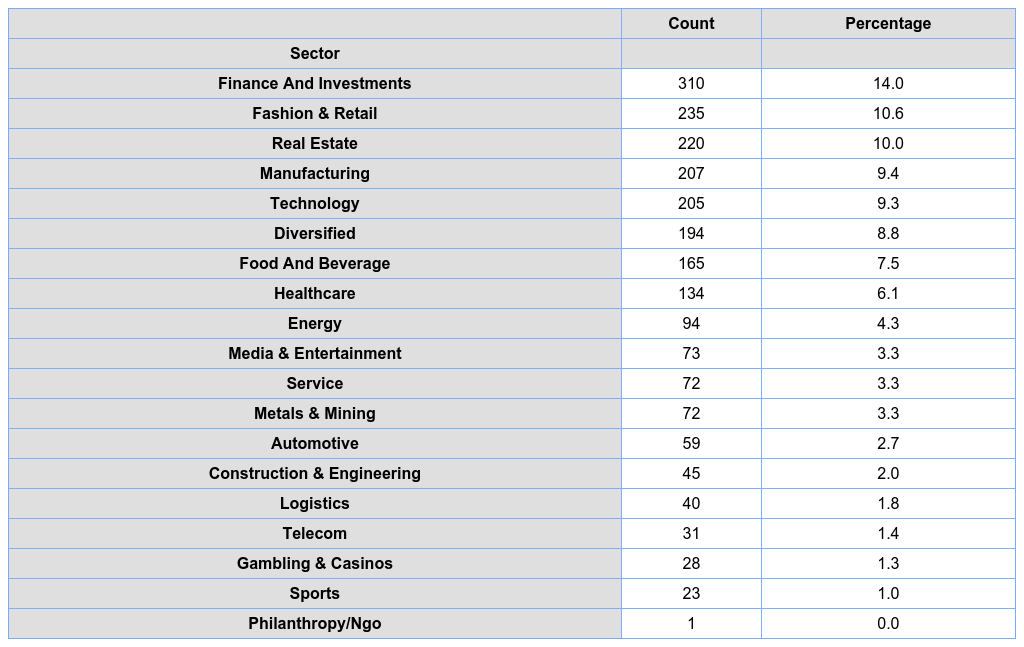 Count Percentage
Sector
Finance And Investments 310 14.0
Fashion & Retail 235 10.6
Real Estate 220 10.0
Manufacturing 207 9.4
Technology 205 9.3
Diversified 194 8.8
Food And Beverage 165 7.5
Healthcare 134 6.1
Energy 94 4.3
Media & Entertainment 73 3.3
Service 72 3.3
Metals & Mining 72 3.3
Automotive 59 2.7
Construction & Engineering 45 2.0
Logistics 40 1.8
Telecom 31 1.4
Gambling & Casinos 28 1.3
Sports 23 1.0
Philanthropy/Ngo 1 0.0